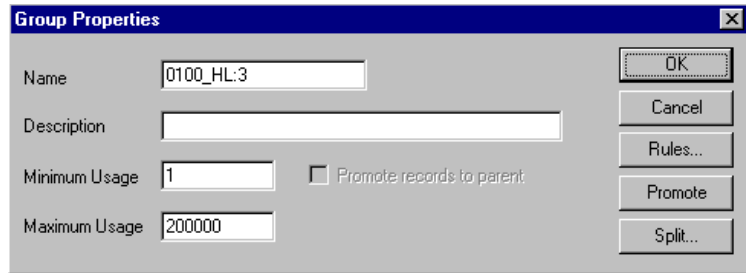 Group Properties
Name 0100_HL:3
Description
Minimum Usage 1 Promote records to parent
Maximum Usage 200000
OK
Cancel
Rules...
Promote
Split...